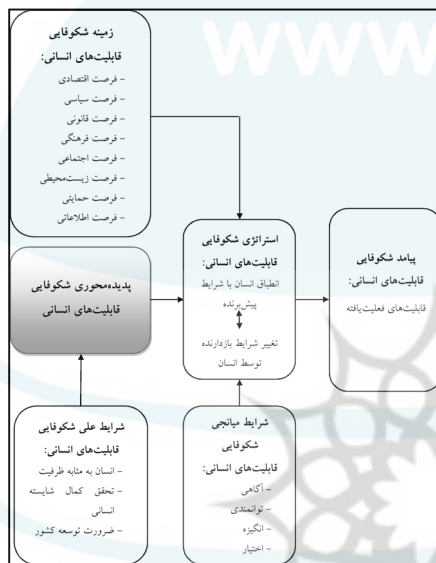 www
زمینه شکوفایی
قابلیت‌های انسانی:
- فرصت اقتصادی
- فرصت سیاسی
- فرصت قانونی
- فرصت فرهنگی
- فرصت اجتماعی
- فرصت زیست‌محیطی
- فرصت حمایتی
- فرصت اطلاعاتی
پدیده‌محوری شکوفایی
قابلیت‌های انسانی
استراتژی شکوفایی
قابلیت‌های انسانی:
انطباق انسان با شرایط
پیش‌برنده
تغییر شرایط بازدارنده
توسط انسان
پیامد شکوفایی
قابلیت‌های انسانی:
قابلیت‌های فعلیت‌یافته
شرایط علی شکوفایی
قابلیت‌های انسانی:
- انسان به مثابه ظرفیت
- تحقق کمال شایسته
انسانی
- ضرورت توسعه کشور
شرایط میانجی
شکوفایی
قابلیت‌های انسانی:
- آگاهی
- توانمندی
- انگیزه
- اختیار